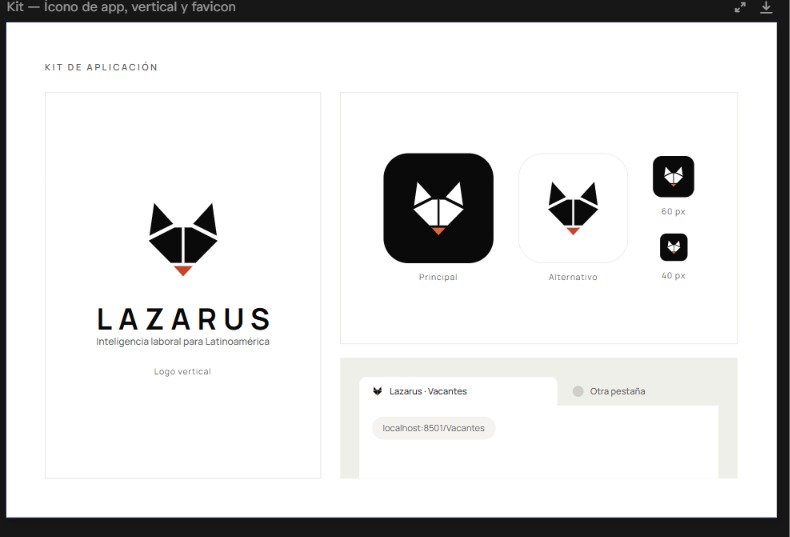 Kit — Ícono de app, vertical y favicon
KIT DE APLICACIÓN
LAZARUS
Inteligencia laboral para Latinoamérica
Logo vertical
Principal
Alternativo
60 px
40 px
Lazarus · Vacantes
Otra pestaña
localhost:8501/Vacantes